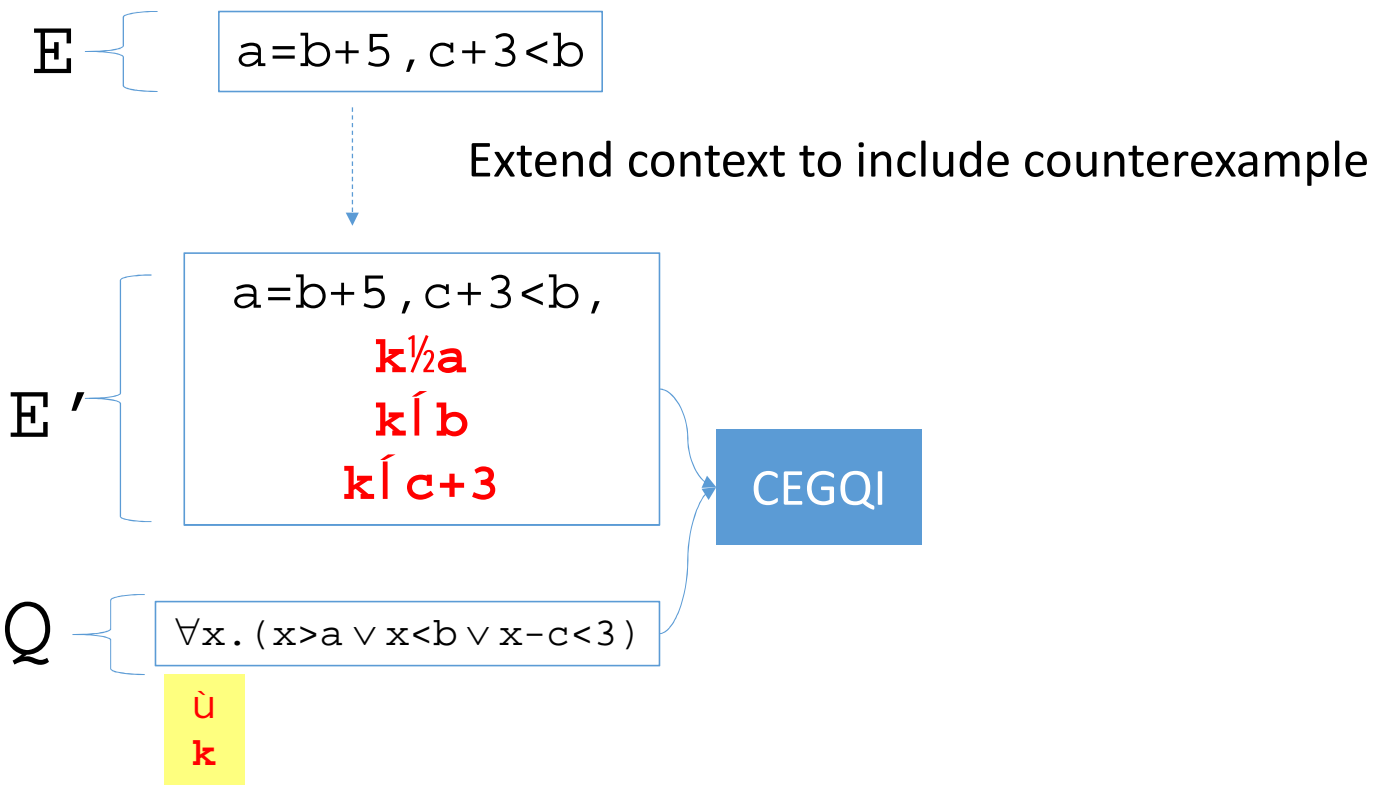 E
a=b+5,c+3<b
Extend context to include counterexample
E'
a=b+5,c+3<b,
k½a
kÍb
kÍc+3
CEGQI
Q
∀x.(x>a∨x<b∨x-c<3)
ù
k